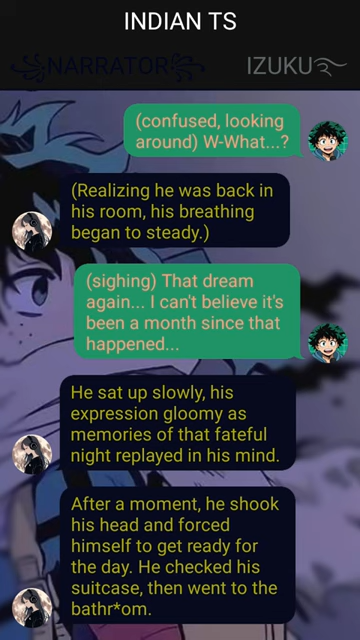 INDIAN TS
꧁NARRATOR꧂
IZUKU࿐
(confused, looking
around) W-What...?
(Realizing he was back in
his room, his breathing
began to steady.)
(sighing) That dream
again... I can't believe it's
been a month since that
happened...
He sat up slowly, his
expression gloomy as
memories of that fateful
night replayed in his mind.
After a moment, he shook
his head and forced
himself to get ready for
the day. He checked his
suitcase, then went to the
bathr*om.